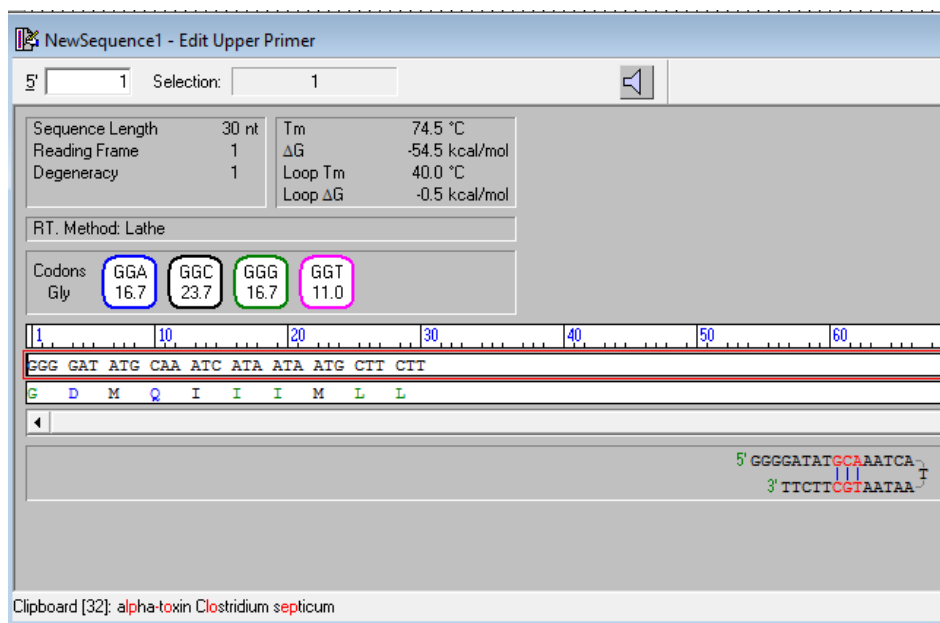 NewSequence1 - Edit Upper Primer
5' 1 Selection: 1
Sequence Length 30 nt
Reading Frame 1
Degeneracy 1
Tm 74.5 °C
ΔG -54.5 kcal/mol
Loop Tm 40.0 °C
Loop ΔG -0.5 kcal/mol
RT. Method: Lathe
Codons GGA GGC GGG GGT
Gly 16.7 23.7 16.7 11.0
1 10 20 30 40 50 60
GGG GAT ATG CAA ATC ATA ATA ATG CTT CTT
G D M Q I I I M L L
5' GGGGATATGCAAATCA
T
3' TTCTTCGTAATAA
Clipboard [32]: alpha-toxin Clostridium septicum